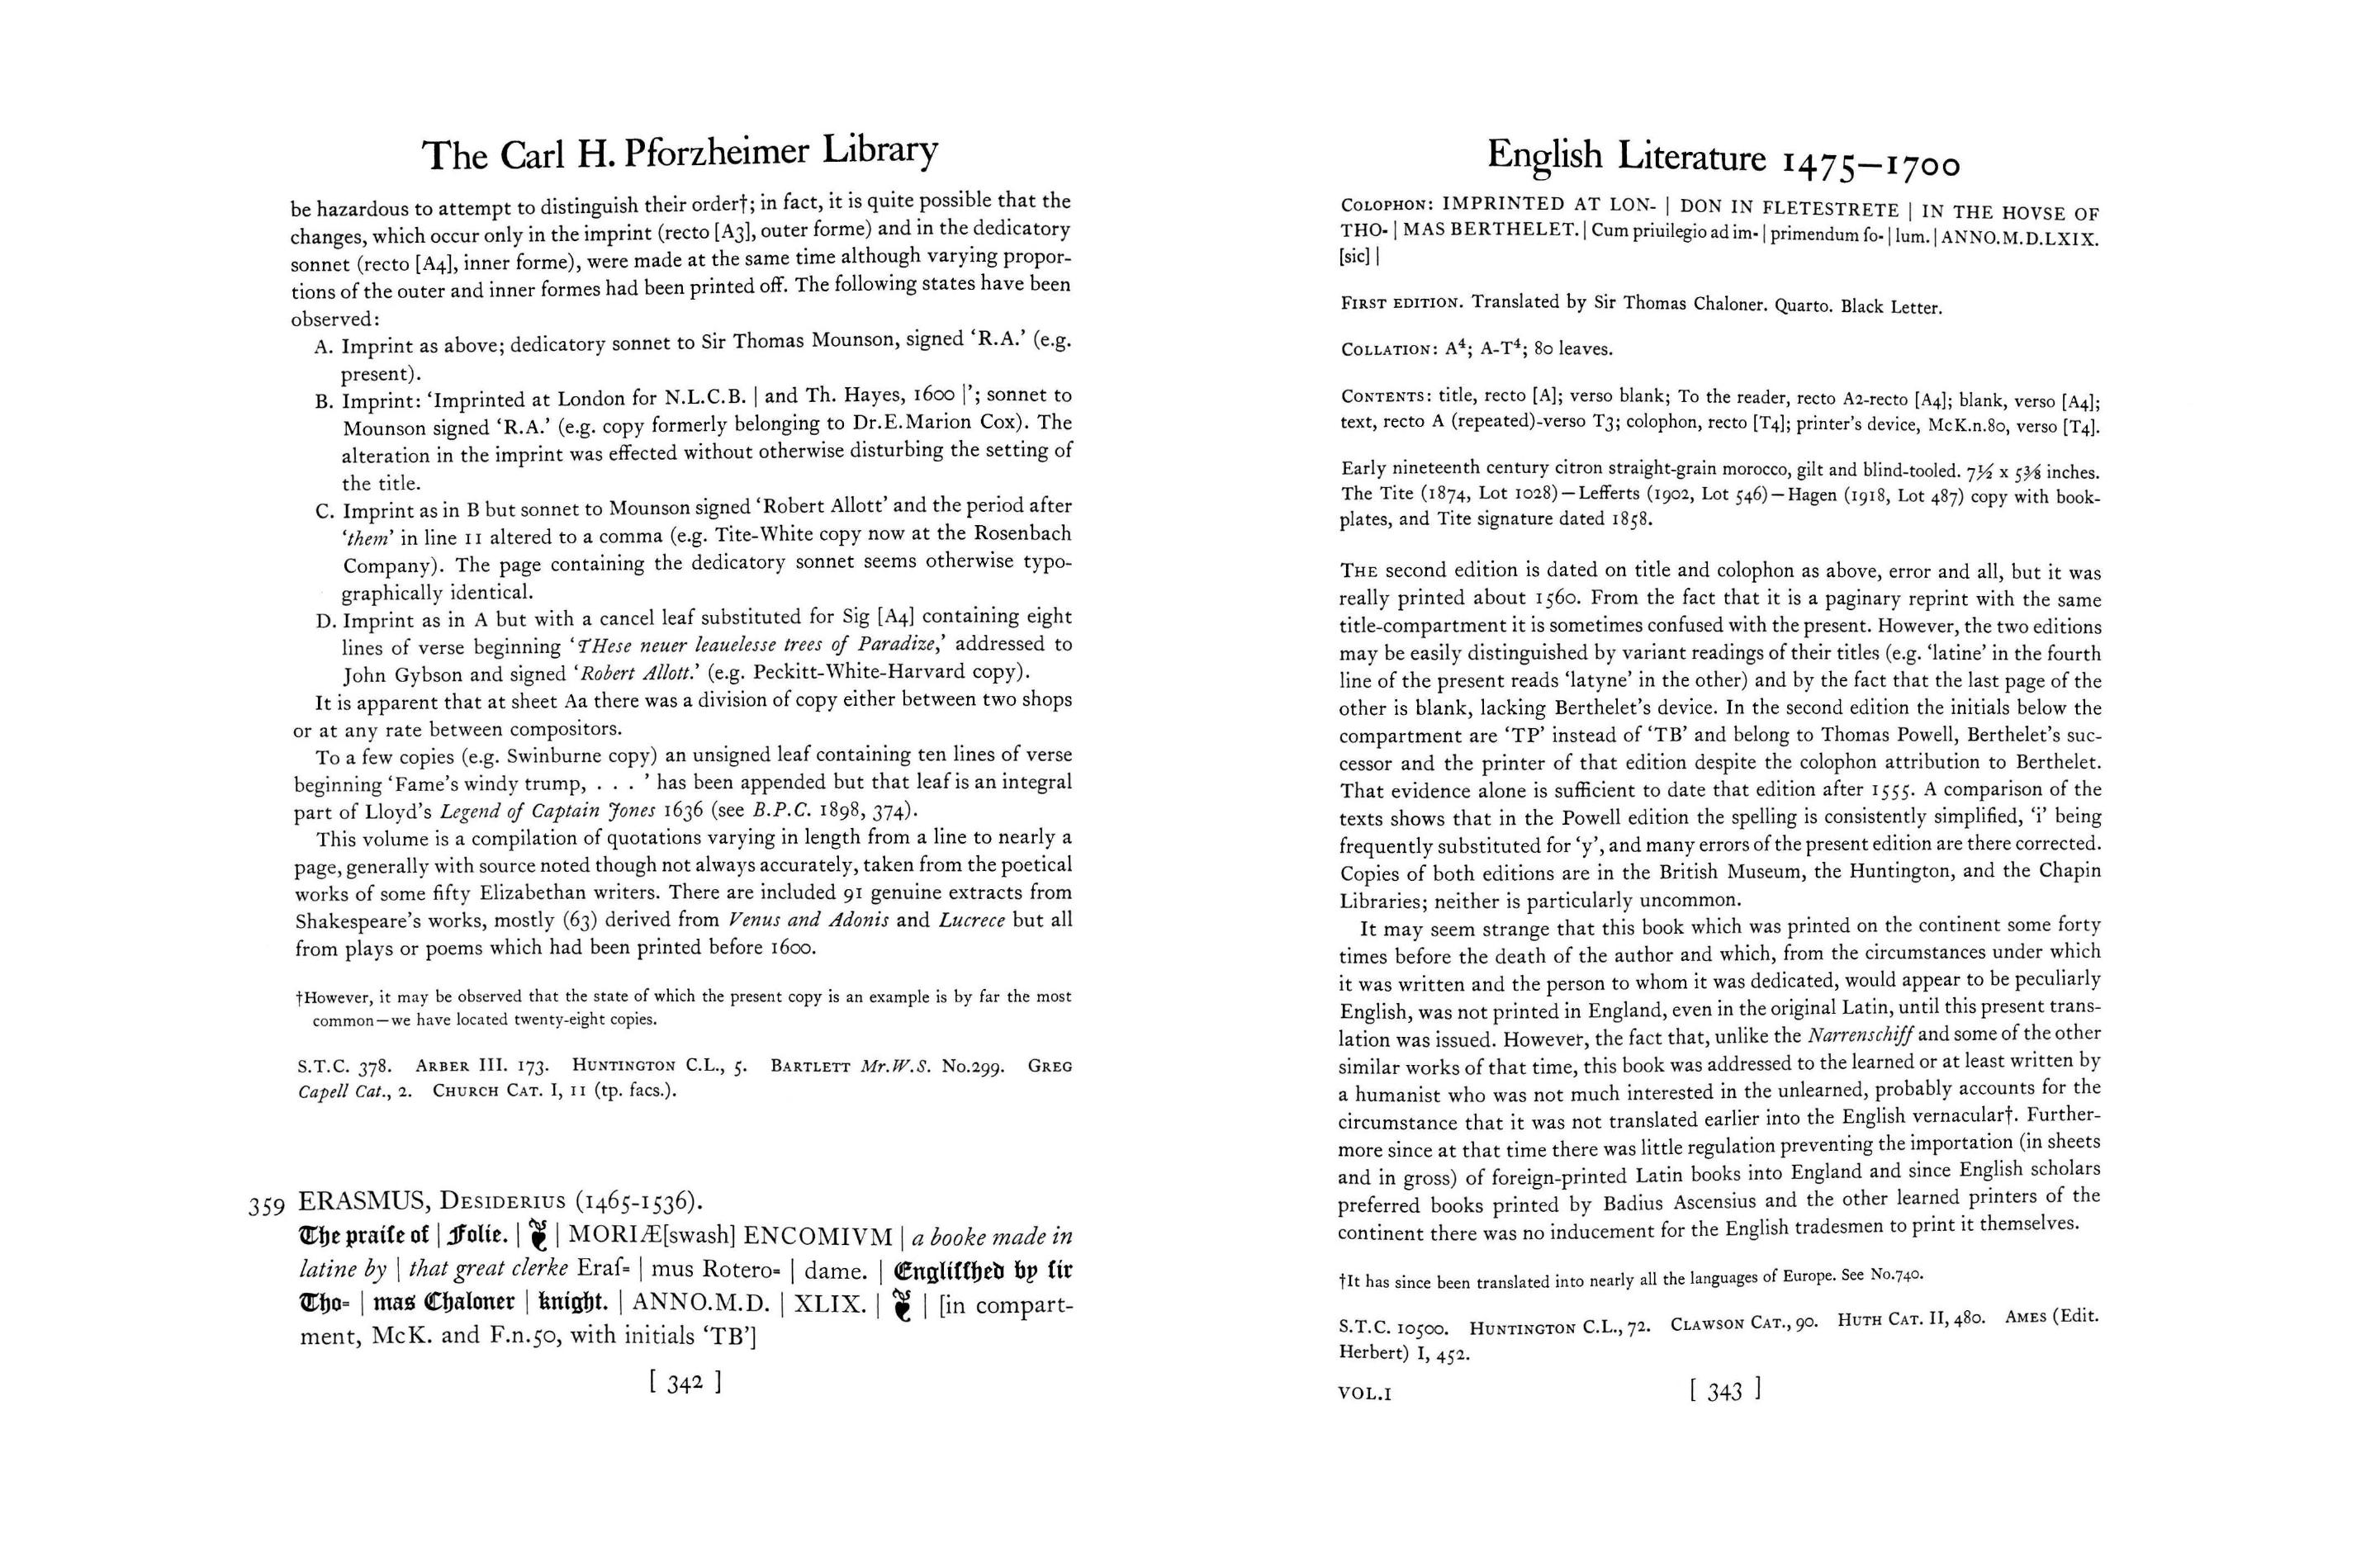 The Carl H. Pforzheimer Library
be hazardous to attempt to distinguish their order†; in fact, it is quite possible that the
changes, which occur only in the imprint (recto [A3], outer forme) and in the dedicatory
sonnet (recto [A4], inner forme), were made at the same time although varying propor-
tions of the outer and inner formes had been printed off. The following states have been
observed:
A. Imprint as above; dedicatory sonnet to Sir Thomas Mounson, signed ‘R.A.’ (e.g.
present).
B. Imprint: ‘Imprinted at London for N.L.C.B. | and Th. Hayes, 1600 |’; sonnet to
Mounson signed ‘R.A.’ (e.g. copy formerly belonging to Dr.E.Marion Cox). The
alteration in the imprint was effected without otherwise disturbing the setting of
the title.
C. Imprint as in B but sonnet to Mounson signed ‘Robert Allott’ and the period after
‘them’ in line 11 altered to a comma (e.g. Tite-White copy now at the Rosenbach
Company). The page containing the dedicatory sonnet seems otherwise typo-
graphically identical.
D. Imprint as in A but with a cancel leaf substituted for Sig [A4] containing eight
lines of verse beginning ‘THese neuer leauelesse trees of Paradize,’ addressed to
John Gybson and signed ‘Robert Allott.’ (e.g. Peckitt-White-Harvard copy).
It is apparent that at sheet Aa there was a division of copy either between two shops
or at any rate between compositors.
To a few copies (e.g. Swinburne copy) an unsigned leaf containing ten lines of verse
beginning ‘Fame’s windy trump, . . . ’ has been appended but that leaf is an integral
part of Lloyd’s Legend of Captain Jones 1636 (see B.P.C. 1898, 374).
This volume is a compilation of quotations varying in length from a line to nearly a
page, generally with source noted though not always accurately, taken from the poetical
works of some fifty Elizabethan writers. There are included 91 genuine extracts from
Shakespeare’s works, mostly (63) derived from Venus and Adonis and Lucrece but all
from plays or poems which had been printed before 1600.
†However, it may be observed that the state of which the present copy is an example is by far the most
common—we have located twenty-eight copies.
S.T.C. 378. ARBER III. 173. HUNTINGTON C.L., 5. BARTLETT Mr.W.S. No.299. GREG
Capell Cat., 2. CHURCH CAT. I, 11 (tp. facs.).
359 ERASMUS, DESIDERIUS (1465-1536).
The praiſe of | Folie. | ❦ | MORIÆ[swash] ENCOMIVM | a booke made in
latine by | that great clerke Eraſ= | mus Rotero= | dame. | Engliſſhed by ſir
Tho= | mas Chaloner | knight. | ANNO.M.D. | XLIX. | ❦ | [in compart-
ment, McK. and F.n.50, with initials ‘TB’]
[ 342 ]
English Literature 1475—1700
COLOPHON: IMPRINTED AT LON- | DON IN FLETESTRETE | IN THE HOVSE OF
THO- | MAS BERTHELET. | Cum priuilegio ad im- | primendum ſo- | lum. | ANNO.M.D.LXIX.
[sic] |
FIRST EDITION. Translated by Sir Thomas Chaloner. Quarto. Black Letter.
COLLATION: A⁴; A-T⁴; 80 leaves.
CONTENTS: title, recto [A]; verso blank; To the reader, recto A2-recto [A4]; blank, verso [A4];
text, recto A (repeated)-verso T3; colophon, recto [T4]; printer’s device, McK.n.80, verso [T4].
Early nineteenth century citron straight-grain morocco, gilt and blind-tooled. 7½ x 5⅜ inches.
The Tite (1874, Lot 1028)—Lefferts (1902, Lot 546)—Hagen (1918, Lot 487) copy with book-
plates, and Tite signature dated 1858.
THE second edition is dated on title and colophon as above, error and all, but it was
really printed about 1560. From the fact that it is a paginary reprint with the same
title-compartment it is sometimes confused with the present. However, the two editions
may be easily distinguished by variant readings of their titles (e.g. ‘latine’ in the fourth
line of the present reads ‘latyne’ in the other) and by the fact that the last page of the
other is blank, lacking Berthelet’s device. In the second edition the initials below the
compartment are ‘TP’ instead of ‘TB’ and belong to Thomas Powell, Berthelet’s suc-
cessor and the printer of that edition despite the colophon attribution to Berthelet.
That evidence alone is sufficient to date that edition after 1555. A comparison of the
texts shows that in the Powell edition the spelling is consistently simplified, ‘i’ being
frequently substituted for ‘y’, and many errors of the present edition are there corrected.
Copies of both editions are in the British Museum, the Huntington, and the Chapin
Libraries; neither is particularly uncommon.
It may seem strange that this book which was printed on the continent some forty
times before the death of the author and which, from the circumstances under which
it was written and the person to whom it was dedicated, would appear to be peculiarly
English, was not printed in England, even in the original Latin, until this present trans-
lation was issued. However, the fact that, unlike the Narrenschiff and some of the other
similar works of that time, this book was addressed to the learned or at least written by
a humanist who was not much interested in the unlearned, probably accounts for the
circumstance that it was not translated earlier into the English vernacular†. Further-
more since at that time there was little regulation preventing the importation (in sheets
and in gross) of foreign-printed Latin books into England and since English scholars
preferred books printed by Badius Ascensius and the other learned printers of the
continent there was no inducement for the English tradesmen to print it themselves.
†It has since been translated into nearly all the languages of Europe. See No.740.
S.T.C. 10500. HUNTINGTON C.L., 72. CLAWSON CAT., 90. HUTH CAT. II, 480. AMES (Edit.
Herbert) I, 452.
VOL.I
[ 343 ]